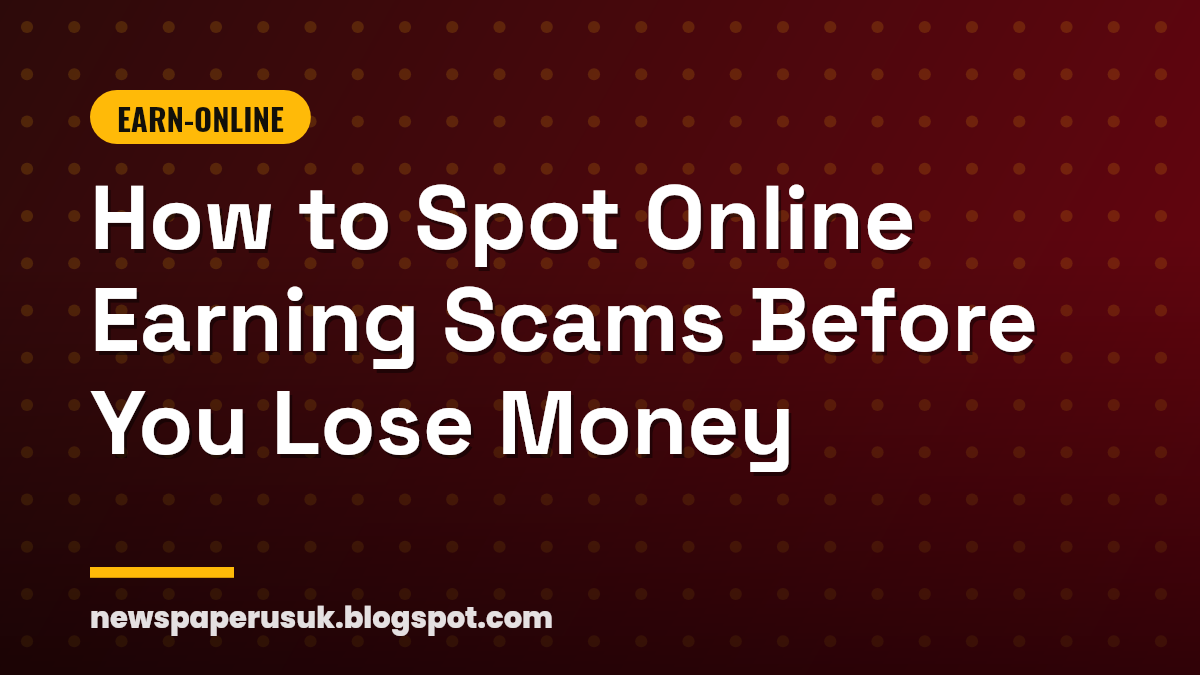 EARN-ONLINE
How to Spot Online
Earning Scams Before
You Lose Money
newspaperusuk.blogspot.com